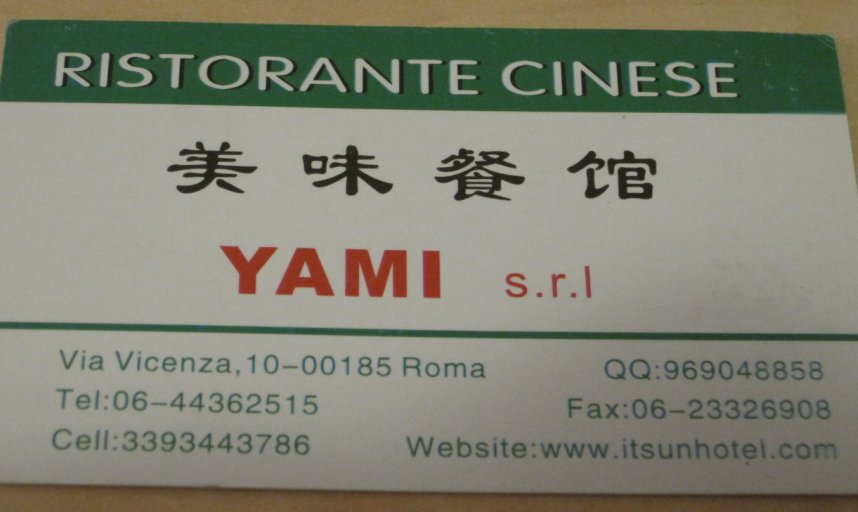 RISTORANTE CINESE
美味餐馆
YAMI s.r.l
Via Vicenza,10-00185 Roma QQ:969048858
Tel:06-44362515 Fax:06-23326908
Cell:3393443786 Website:www.itsunhotel.com